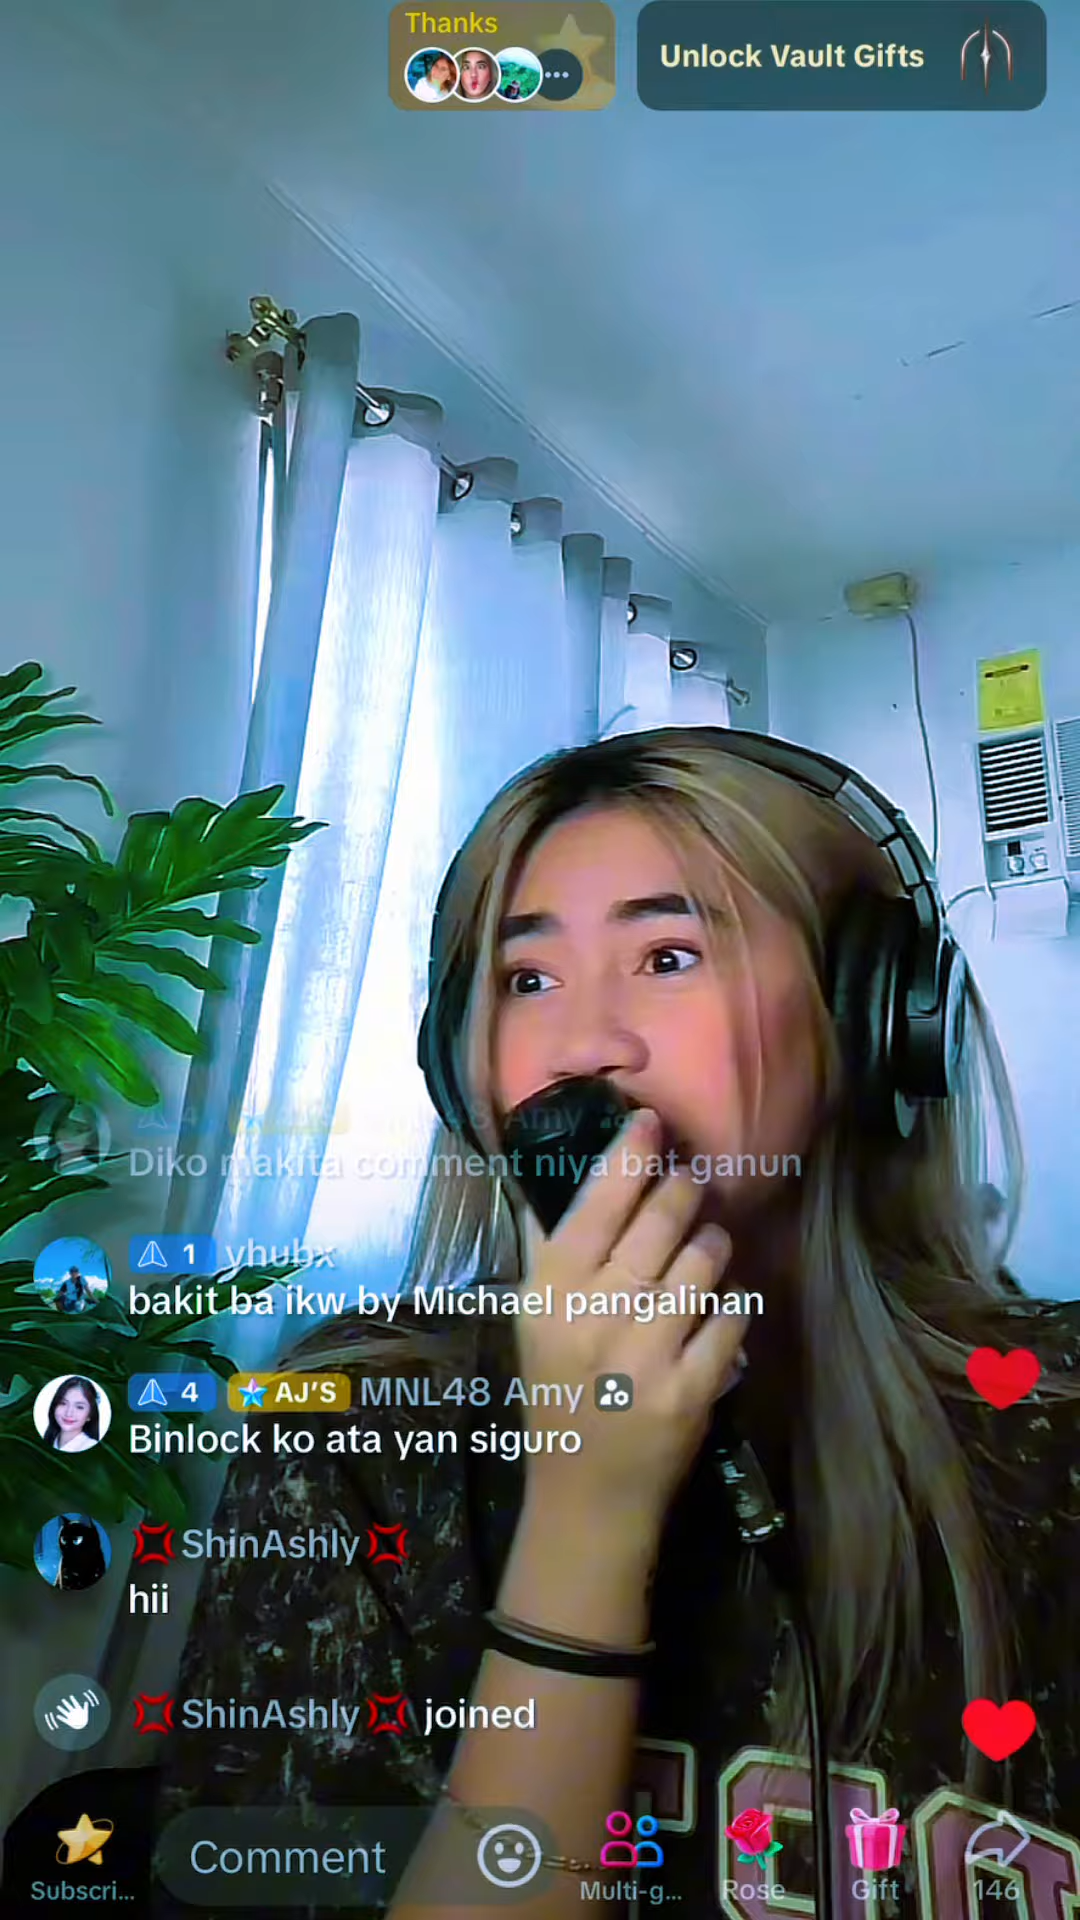 Thanks
Unlock Vault Gifts
Diko makita comment niya bat ganun
1 yhubx
bakit ba ikw by Michael pangalinan
4 AJ'S MNL48 Amy
Binlock ko ata yan siguro
ShinAshly
hii
ShinAshly joined
Comment
Subscri...
Multi-g...
Rose
Gift
146